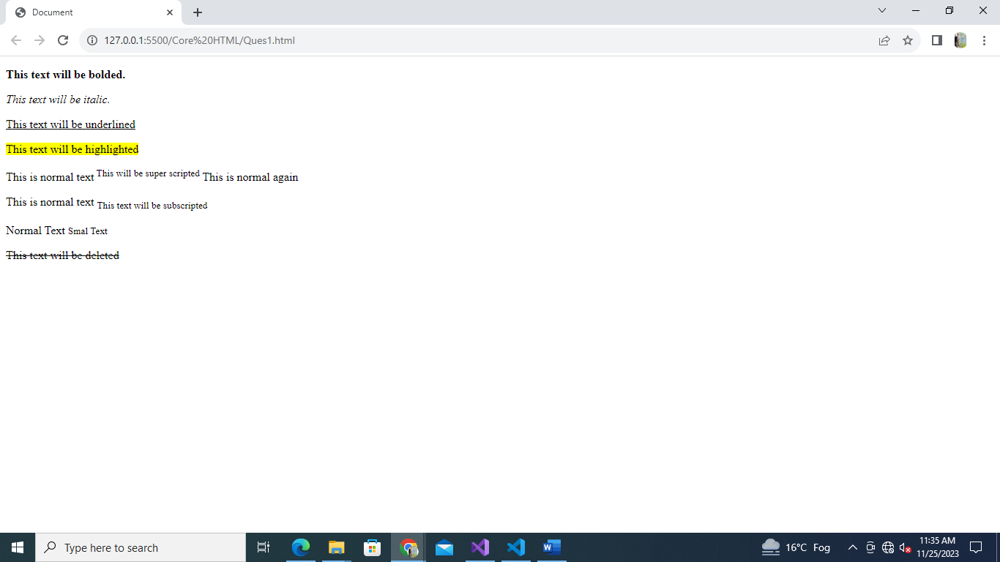 Document
127.0.0.1:5500/Core%20HTML/Ques1.html
This text will be bolded.
This text will be italic.
This text will be underlined
This text will be highlighted
This is normal text This will be super scripted This is normal again
This is normal text This text will be subscripted
Normal Text Smal Text
This text will be deleted
Type here to search
16°C Fog
11:35 AM
11/25/2023